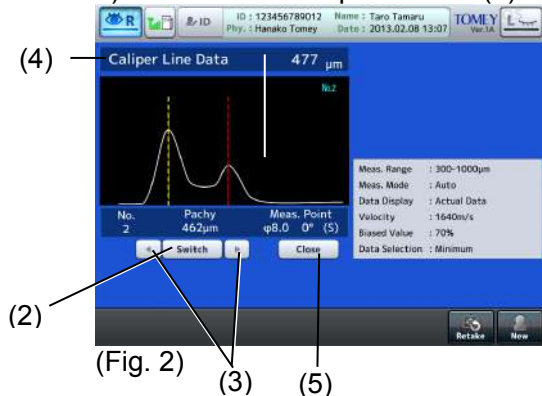 R
ID
ID : 123456789012 Name : Taro Tamaru
Phy. : Hanako Tomey Date : 2013.02.08 13:07
TOMEY
Ver.1A
L
(4)
Caliper Line Data 477 μm
No.2
Meas. Range : 300-1000μm
Meas. Mode : Auto
Data Display : Actual Data
Velocity : 1640m/s
Biased Value : 70%
Data Selection : Minimum
No. Pachy Meas. Point
2 462μm φ8.0 0° (S)
Switch
Close
(2)
Retake
New
(Fig. 2)
(3)
(5)